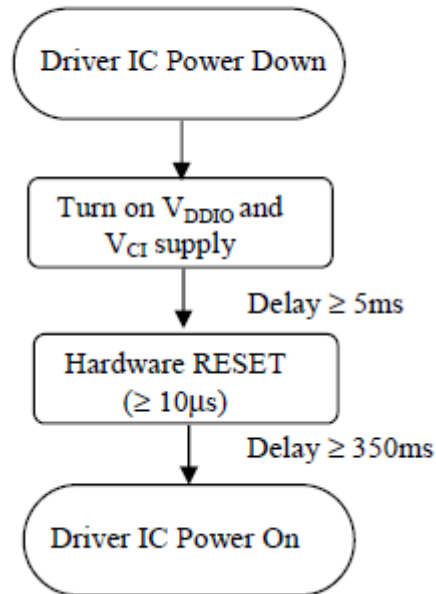 Driver IC Power Down
Turn on VDDIO and
VCI supply
Delay ≥ 5ms
Hardware RESET
(≥ 10μs)
Delay ≥ 350ms
Driver IC Power On